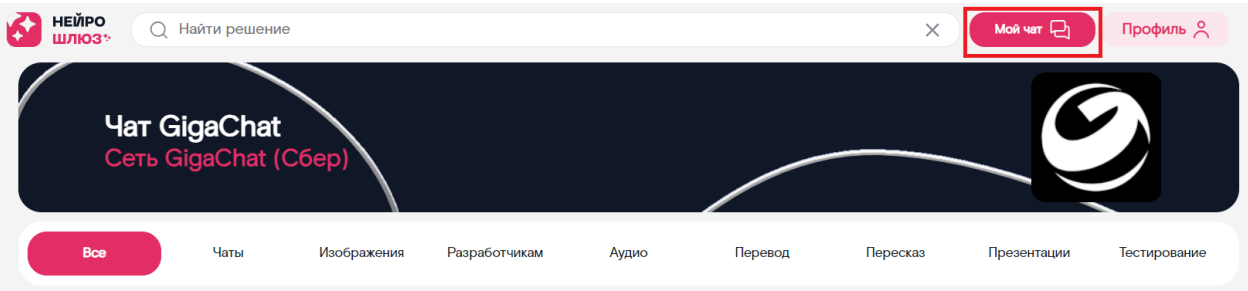 НЕЙРО
ШЛЮЗ
Найти решение
Мой чат
Профиль
Чат GigaChat
Сеть GigaChat (Сбер)
Все Чаты Изображения Разработчикам Аудио Перевод Пересказ Презентации Тестирование